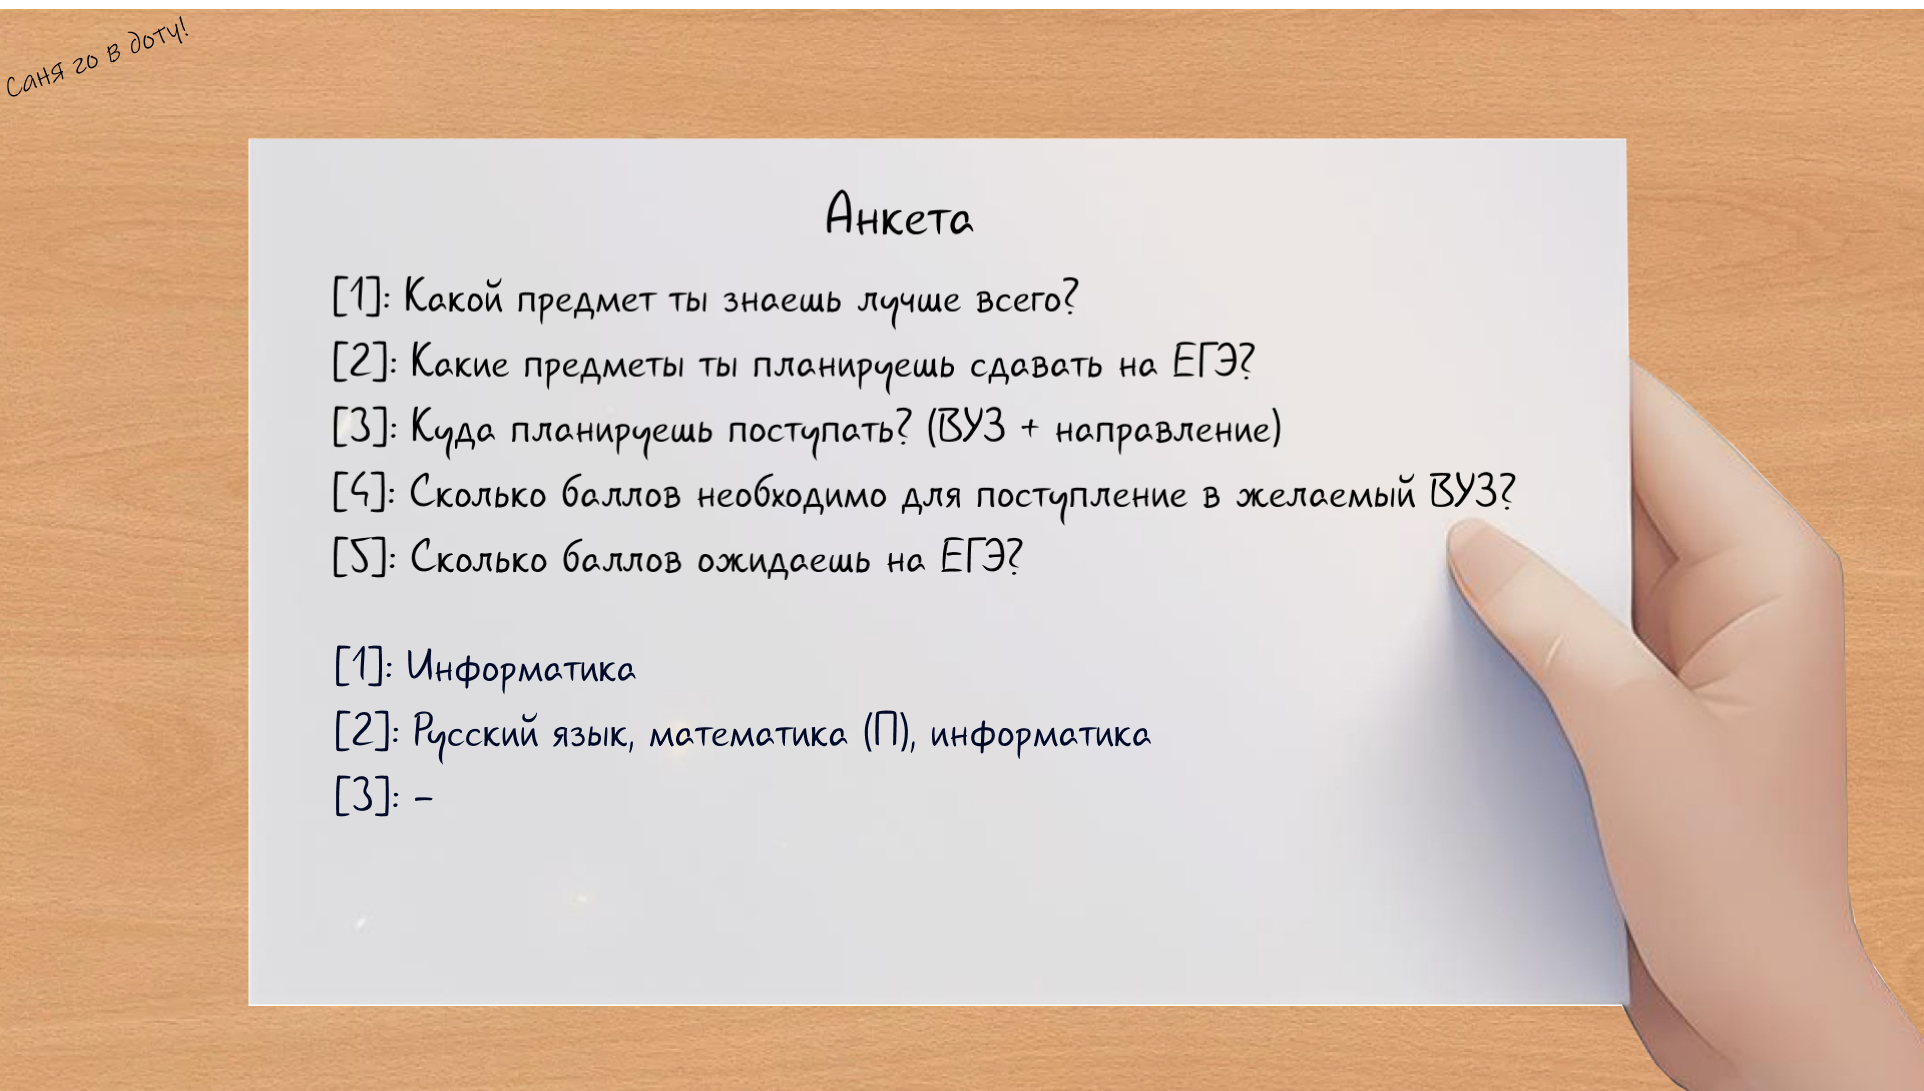 Саня го в доту!
Анкета
[1]: Какой предмет ты знаешь лучше всего?
[2]: Какие предметы ты планируешь сдавать на ЕГЭ?
[3]: Куда планируешь поступать? (ВУЗ + направление)
[4]: Сколько баллов необходимо для поступление в желаемый ВУЗ?
[5]: Сколько баллов ожидаешь на ЕГЭ?
[1]: Информатика
[2]: Русский язык, математика (П), информатика
[3]: –